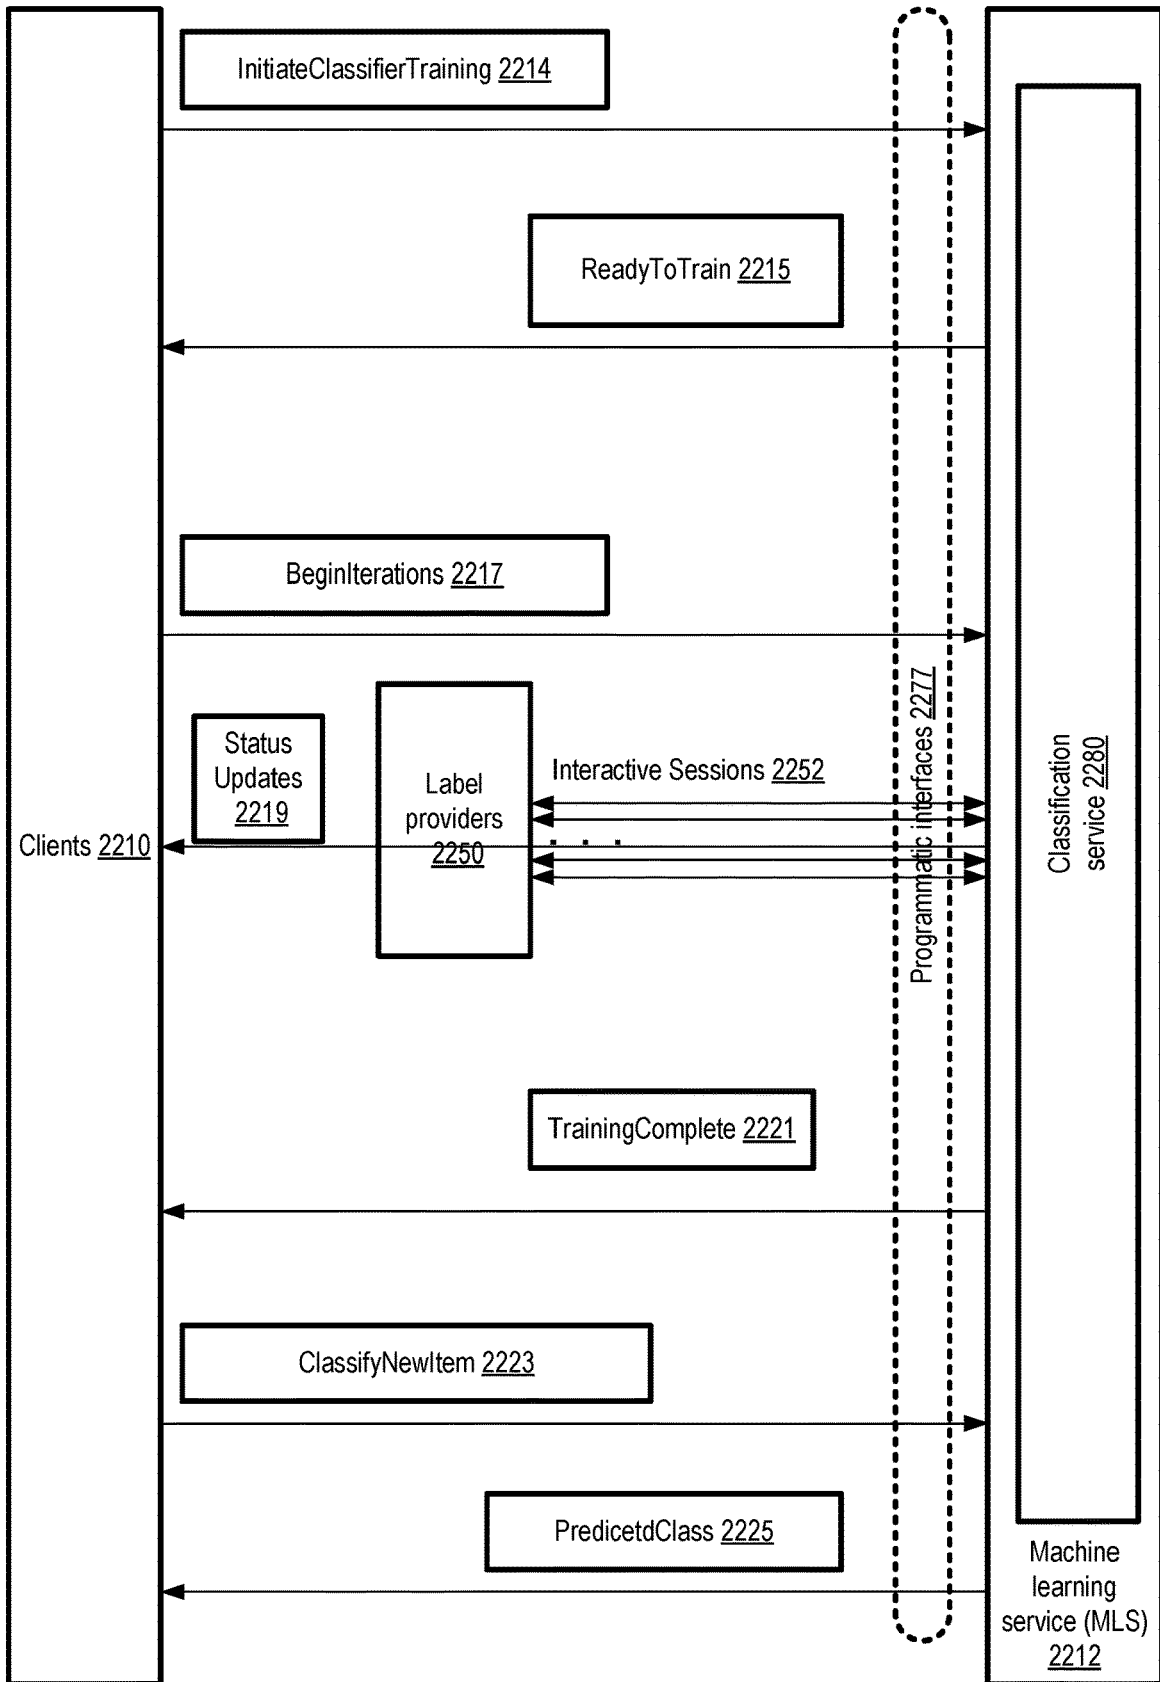 InitiateClassifierTraining 2214
ReadyToTrain 2215
BeginIterations 2217
Status
Updates
2219
Label
providers
2250
Interactive Sessions 2252
Clients 2210
Programmatic interfaces 2277
Classification
service 2280
TrainingComplete 2221
ClassifyNewItem 2223
PredicetdClass 2225
Machine
learning
service (MLS)
2212